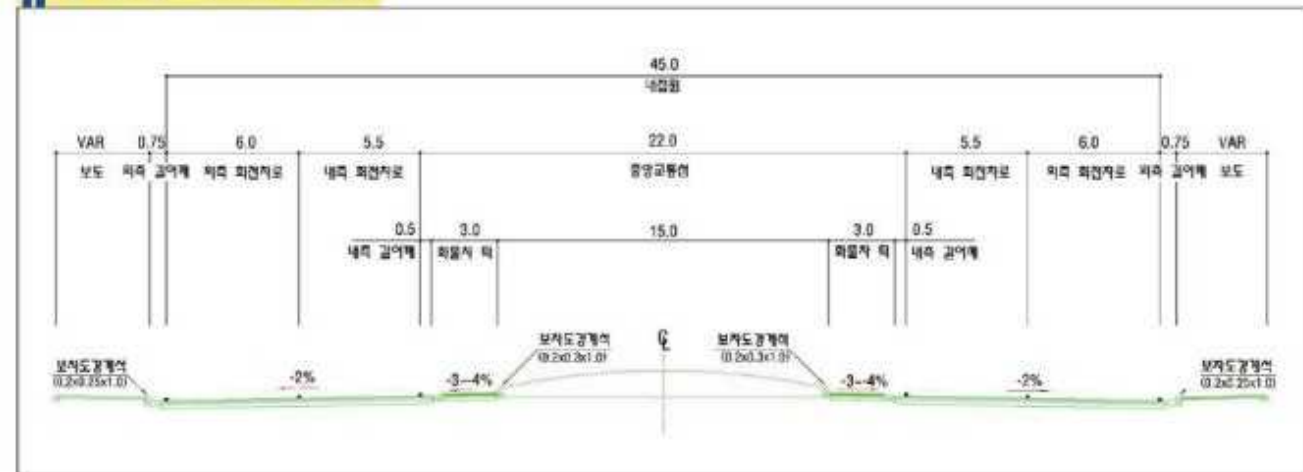 45.0
내접원
VAR 0.75 6.0 5.5 22.0 5.5 6.0 0.75 VAR
보도 외측 길어깨 외측 회전차로 내측 회전차로 중앙교통섬 내측 회전차로 외측 회전차로 외측 길어깨 보도
0.5 3.0 15.0 3.0 0.5
내측 길어깨 화물차 턱 화물차 턱 내측 길어깨
보차도경계석
(0.2x0.25x1.0)
-2%
-3~4%
보차도경계석
(0.2x0.3x1.0)
℄
보차도경계석
(0.2x0.3x1.0)
-3~4%
-2%
보차도경계석
(0.2x0.25x1.0)